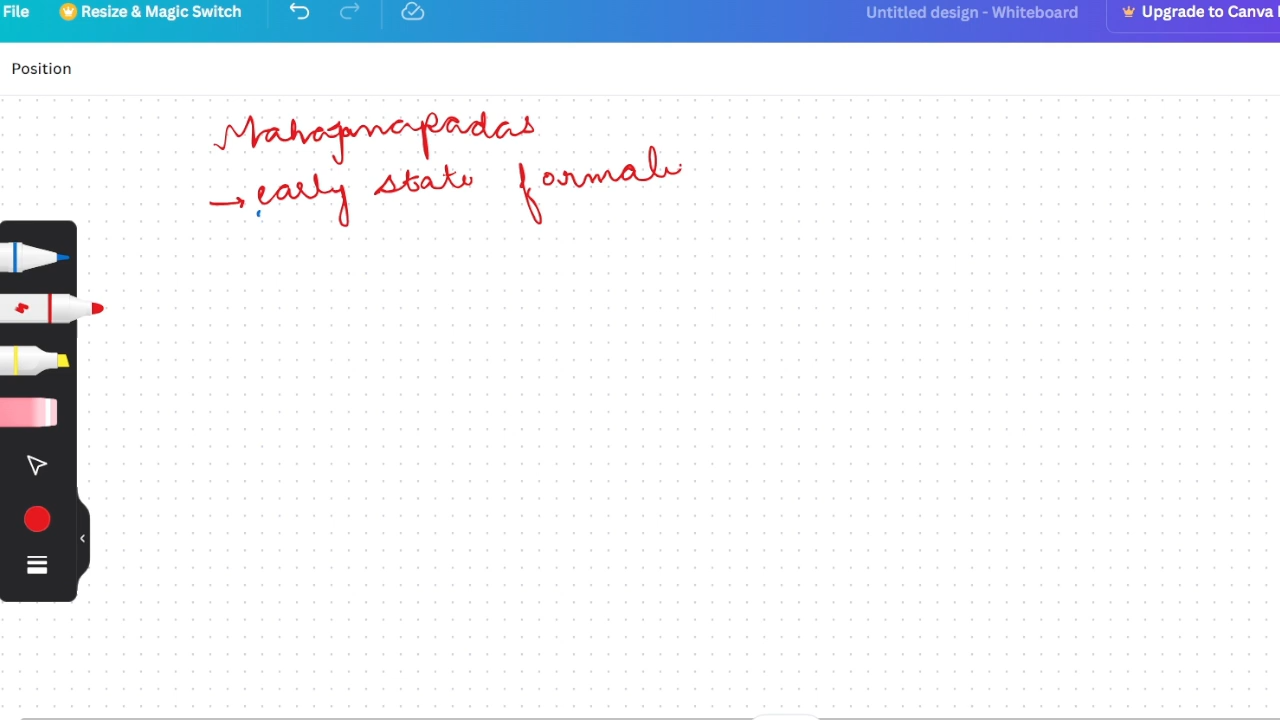 File Resize & Magic Switch Untitled design - Whiteboard Upgrade to Canva
Position
Mahajanapadas
→ early state formati